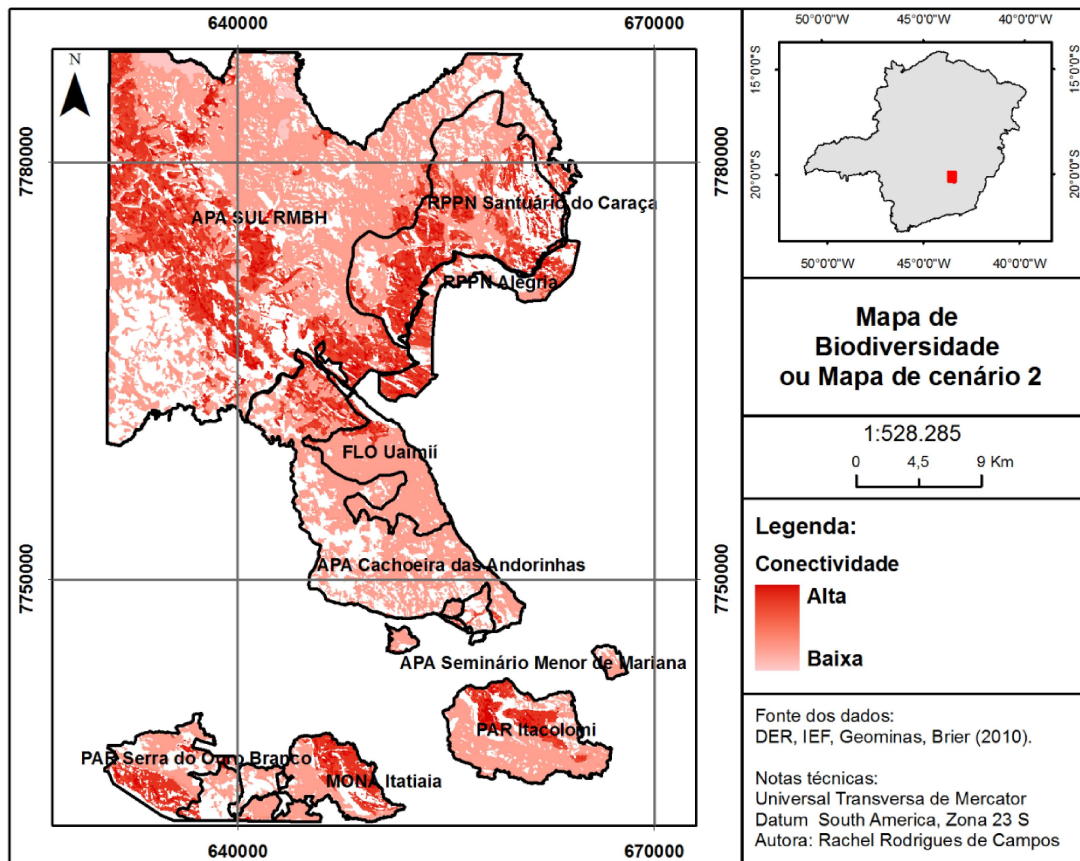 640000
670000
N
7780000
7780000
RPPN Santuário do Caraça
APA SUL RMBH
RPPN Alegria
FLO Uaimií
7750000
7750000
APA Cachoeira das Andorinhas
APA Seminário Menor de Mariana
PAR Itacolomi
PAR Serra do Ouro Branco
MONA Itatiaia
640000
670000
50°0'0"W
45°0'0"W
40°0'0"W
15°0'0"S
15°0'0"S
20°0'0"S
20°0'0"S
50°0'0"W
45°0'0"W
40°0'0"W
Mapa de
Biodiversidade
ou Mapa de cenário 2
1:528.285
0 4,5 9 Km
Legenda:
Conectividade
Alta
Baixa
Fonte dos dados:
DER, IEF, Geominas, Brier (2010).
Notas técnicas:
Universal Transversa de Mercator
Datum South America, Zona 23 S
Autora: Rachel Rodrigues de Campos